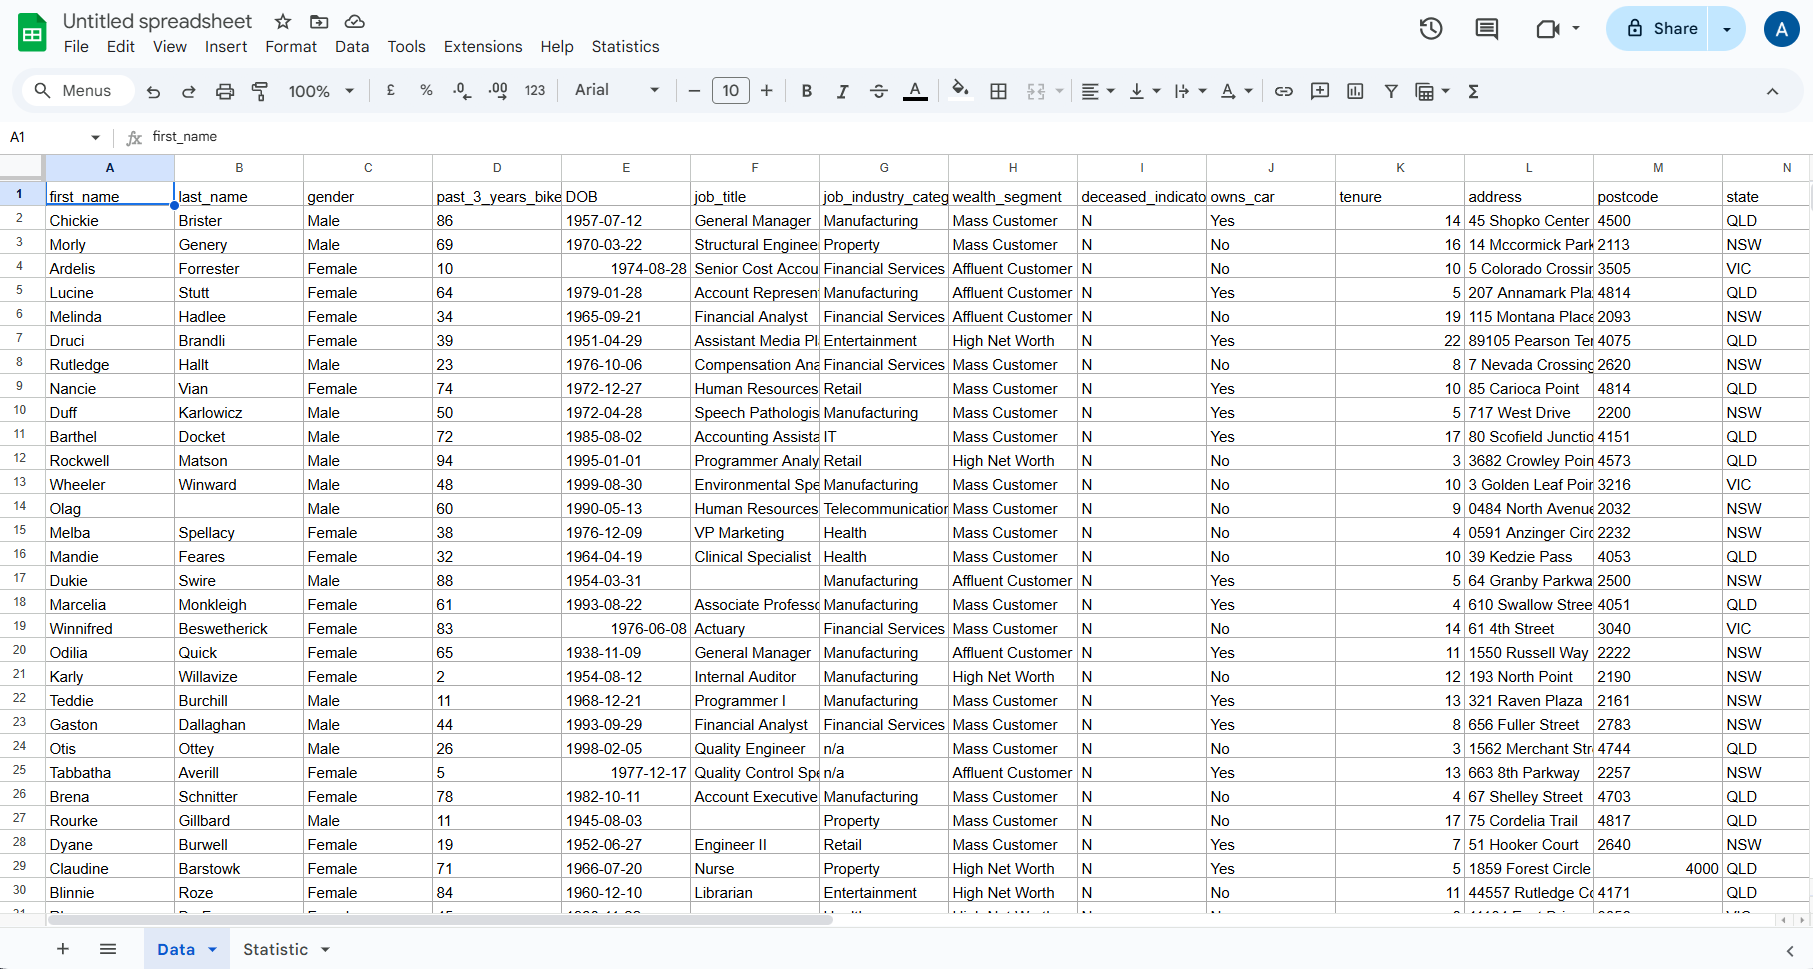 Untitled spreadsheet
File Edit View Insert Format Data Tools Extensions Help Statistics
Share
A
Menus 100% £ % .0 .00 123 Arial 10 B I A
A1 fx first_name
A B C D E F G H I J K L M N
1 first_name last_name gender past_3_years_bike DOB job_title job_industry_categ wealth_segment deceased_indicato owns_car tenure address postcode state
2 Chickie Brister Male 86 1957-07-12 General Manager Manufacturing Mass Customer N Yes 14 45 Shopko Center 4500 QLD
3 Morly Genery Male 69 1970-03-22 Structural Enginee Property Mass Customer N No 16 14 Mccormick Park 2113 NSW
4 Ardelis Forrester Female 10 1974-08-28 Senior Cost Accou Financial Services Affluent Customer N No 10 5 Colorado Crossin 3505 VIC
5 Lucine Stutt Female 64 1979-01-28 Account Represen Manufacturing Affluent Customer N Yes 5 207 Annamark Pla 4814 QLD
6 Melinda Hadlee Female 34 1965-09-21 Financial Analyst Financial Services Affluent Customer N No 19 115 Montana Place 2093 NSW
7 Druci Brandli Female 39 1951-04-29 Assistant Media Pl Entertainment High Net Worth N Yes 22 89105 Pearson Ter 4075 QLD
8 Rutledge Hallt Male 23 1976-10-06 Compensation Ana Financial Services Mass Customer N No 8 7 Nevada Crossing 2620 NSW
9 Nancie Vian Female 74 1972-12-27 Human Resources Retail Mass Customer N Yes 10 85 Carioca Point 4814 QLD
10 Duff Karlowicz Male 50 1972-04-28 Speech Pathologis Manufacturing Mass Customer N Yes 5 717 West Drive 2200 NSW
11 Barthel Docket Male 72 1985-08-02 Accounting Assista IT Mass Customer N Yes 17 80 Scofield Junctio 4151 QLD
12 Rockwell Matson Male 94 1995-01-01 Programmer Analy Retail High Net Worth N No 3 3682 Crowley Poin 4573 QLD
13 Wheeler Winward Male 48 1999-08-30 Environmental Spe Manufacturing Mass Customer N No 10 3 Golden Leaf Poin 3216 VIC
14 Olag Male 60 1990-05-13 Human Resources Telecommunication Mass Customer N No 9 0484 North Avenue 2032 NSW
15 Melba Spellacy Female 38 1976-12-09 VP Marketing Health Mass Customer N No 4 0591 Anzinger Circ 2232 NSW
16 Mandie Feares Female 32 1964-04-19 Clinical Specialist Health Mass Customer N No 10 39 Kedzie Pass 4053 QLD
17 Dukie Swire Male 88 1954-03-31 Manufacturing Affluent Customer N Yes 5 64 Granby Parkwa 2500 NSW
18 Marcelia Monkleigh Female 61 1993-08-22 Associate Professo Manufacturing Mass Customer N Yes 4 610 Swallow Stree 4051 QLD
19 Winnifred Beswetherick Female 83 1976-06-08 Actuary Financial Services Mass Customer N No 14 61 4th Street 3040 VIC
20 Odilia Quick Female 65 1938-11-09 General Manager Manufacturing Affluent Customer N Yes 11 1550 Russell Way 2222 NSW
21 Karly Willavize Female 2 1954-08-12 Internal Auditor Manufacturing High Net Worth N No 12 193 North Point 2190 NSW
22 Teddie Burchill Male 11 1968-12-21 Programmer I Manufacturing Mass Customer N Yes 13 321 Raven Plaza 2161 NSW
23 Gaston Dallaghan Male 44 1993-09-29 Financial Analyst Financial Services Mass Customer N Yes 8 656 Fuller Street 2783 NSW
24 Otis Ottey Male 26 1998-02-05 Quality Engineer n/a Mass Customer N No 3 1562 Merchant Str 4744 QLD
25 Tabbatha Averill Female 5 1977-12-17 Quality Control Spe n/a Affluent Customer N Yes 13 663 8th Parkway 2257 NSW
26 Brena Schnitter Female 78 1982-10-11 Account Executive Manufacturing Mass Customer N No 4 67 Shelley Street 4703 QLD
27 Rourke Gillbard Male 11 1945-08-03 Property Mass Customer N No 17 75 Cordelia Trail 4817 QLD
28 Dyane Burwell Female 19 1952-06-27 Engineer II Retail Mass Customer N Yes 7 51 Hooker Court 2640 NSW
29 Claudine Barstowk Female 71 1966-07-20 Nurse Property High Net Worth N Yes 5 1859 Forest Circle 4000 QLD
30 Blinnie Roze Female 84 1960-12-10 Librarian Entertainment High Net Worth N No 11 44557 Rutledge Co 4171 QLD
Data Statistic